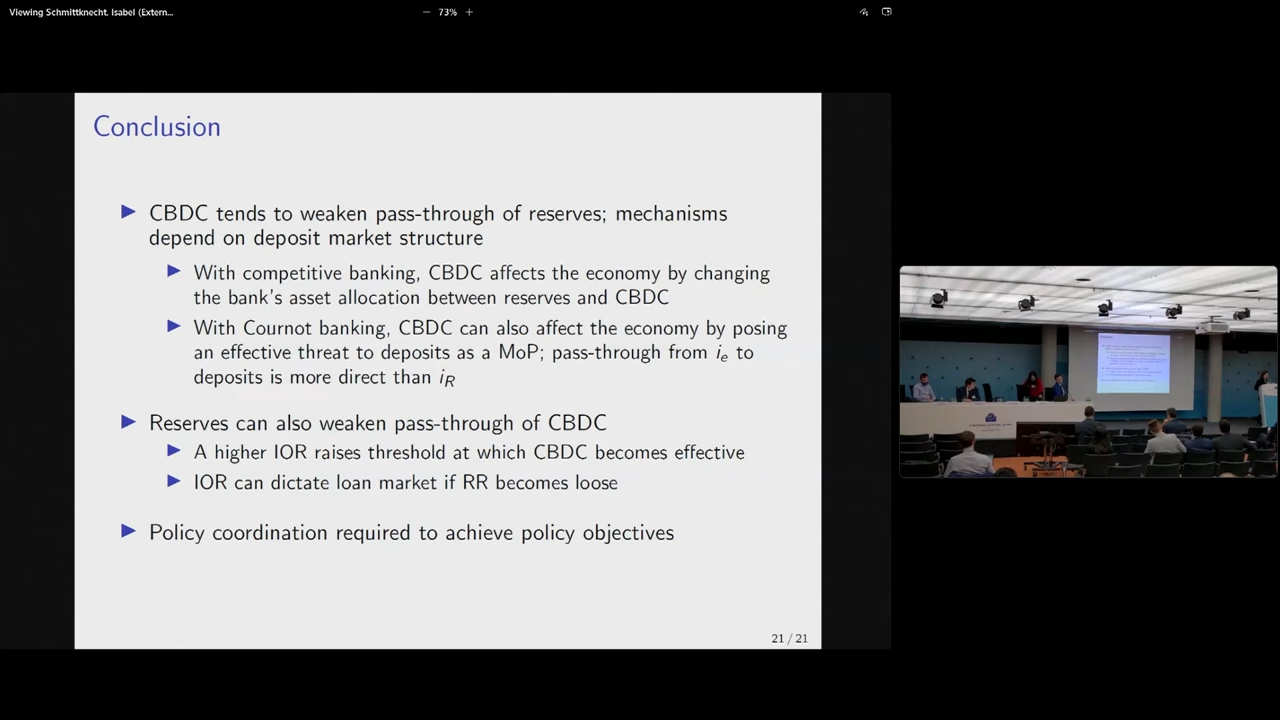 Viewing Schmittknecht, Isabel (Extern...
− 73% +
Conclusion
CBDC tends to weaken pass-through of reserves; mechanisms
depend on deposit market structure
With competitive banking, CBDC affects the economy by changing
the bank's asset allocation between reserves and CBDC
With Cournot banking, CBDC can also affect the economy by posing
an effective threat to deposits as a MoP; pass-through from iₑ to
deposits is more direct than i_R
Reserves can also weaken pass-through of CBDC
A higher IOR raises threshold at which CBDC becomes effective
IOR can dictate loan market if RR becomes loose
Policy coordination required to achieve policy objectives
21 / 21